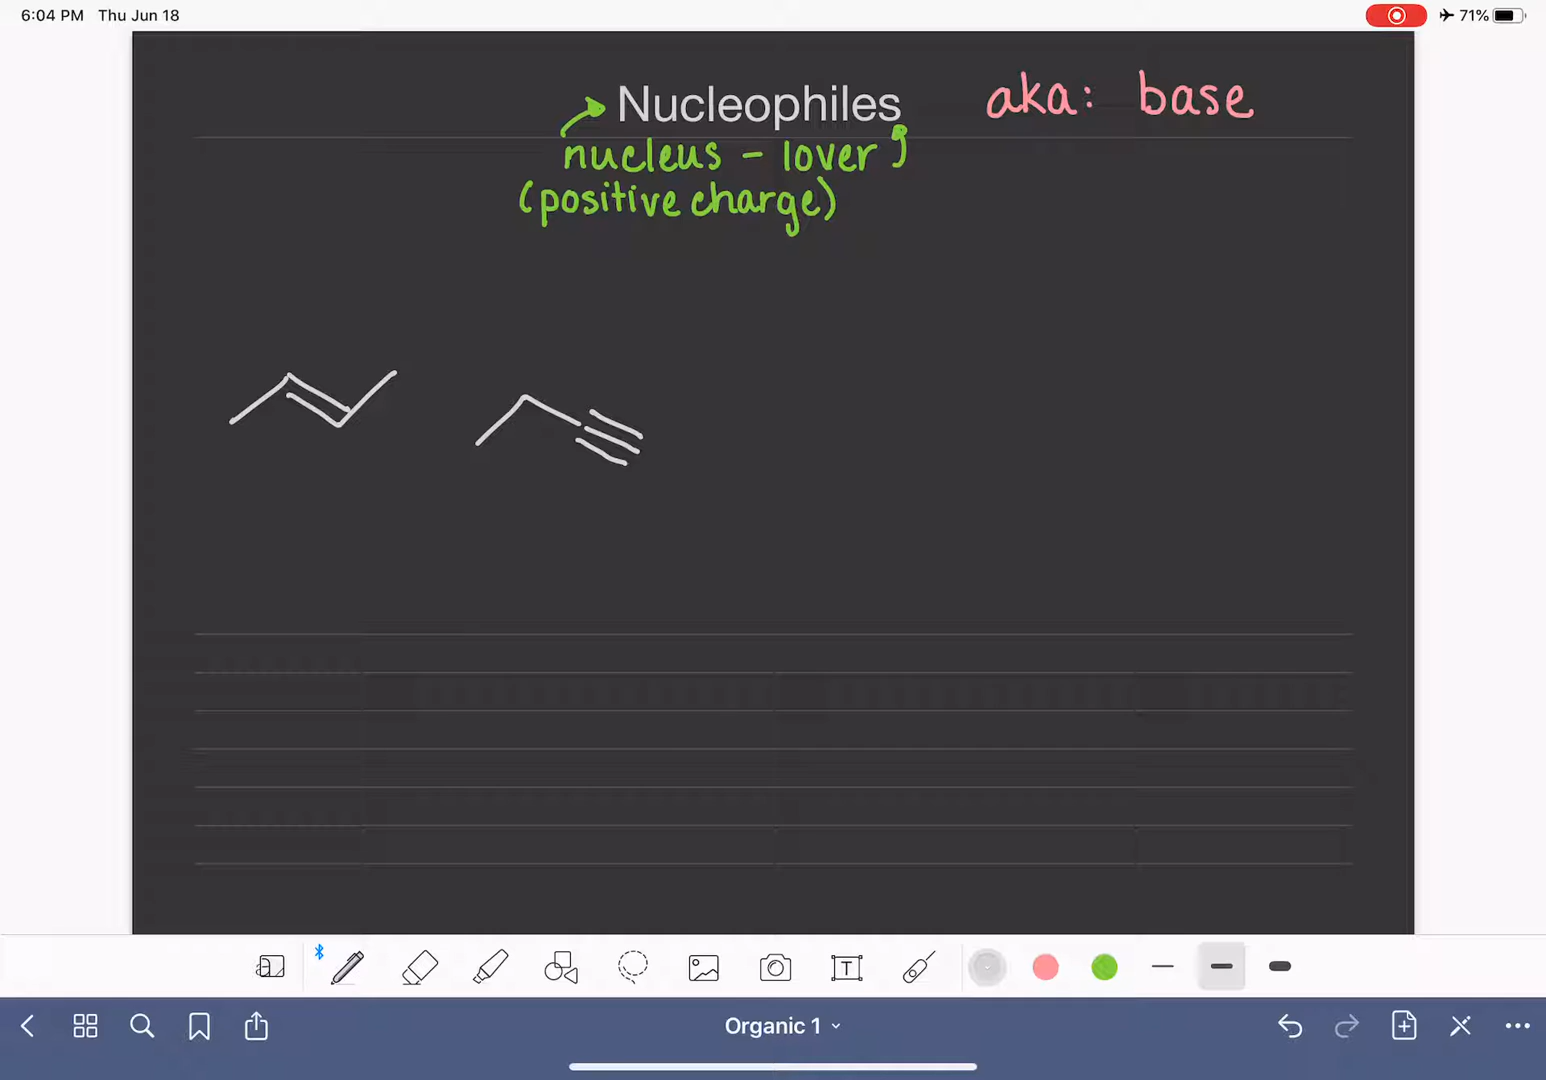 6:04 PM Thu Jun 18
71%
Nucleophiles aka: base
nucleus - lover
(positive charge)
T
Organic 1